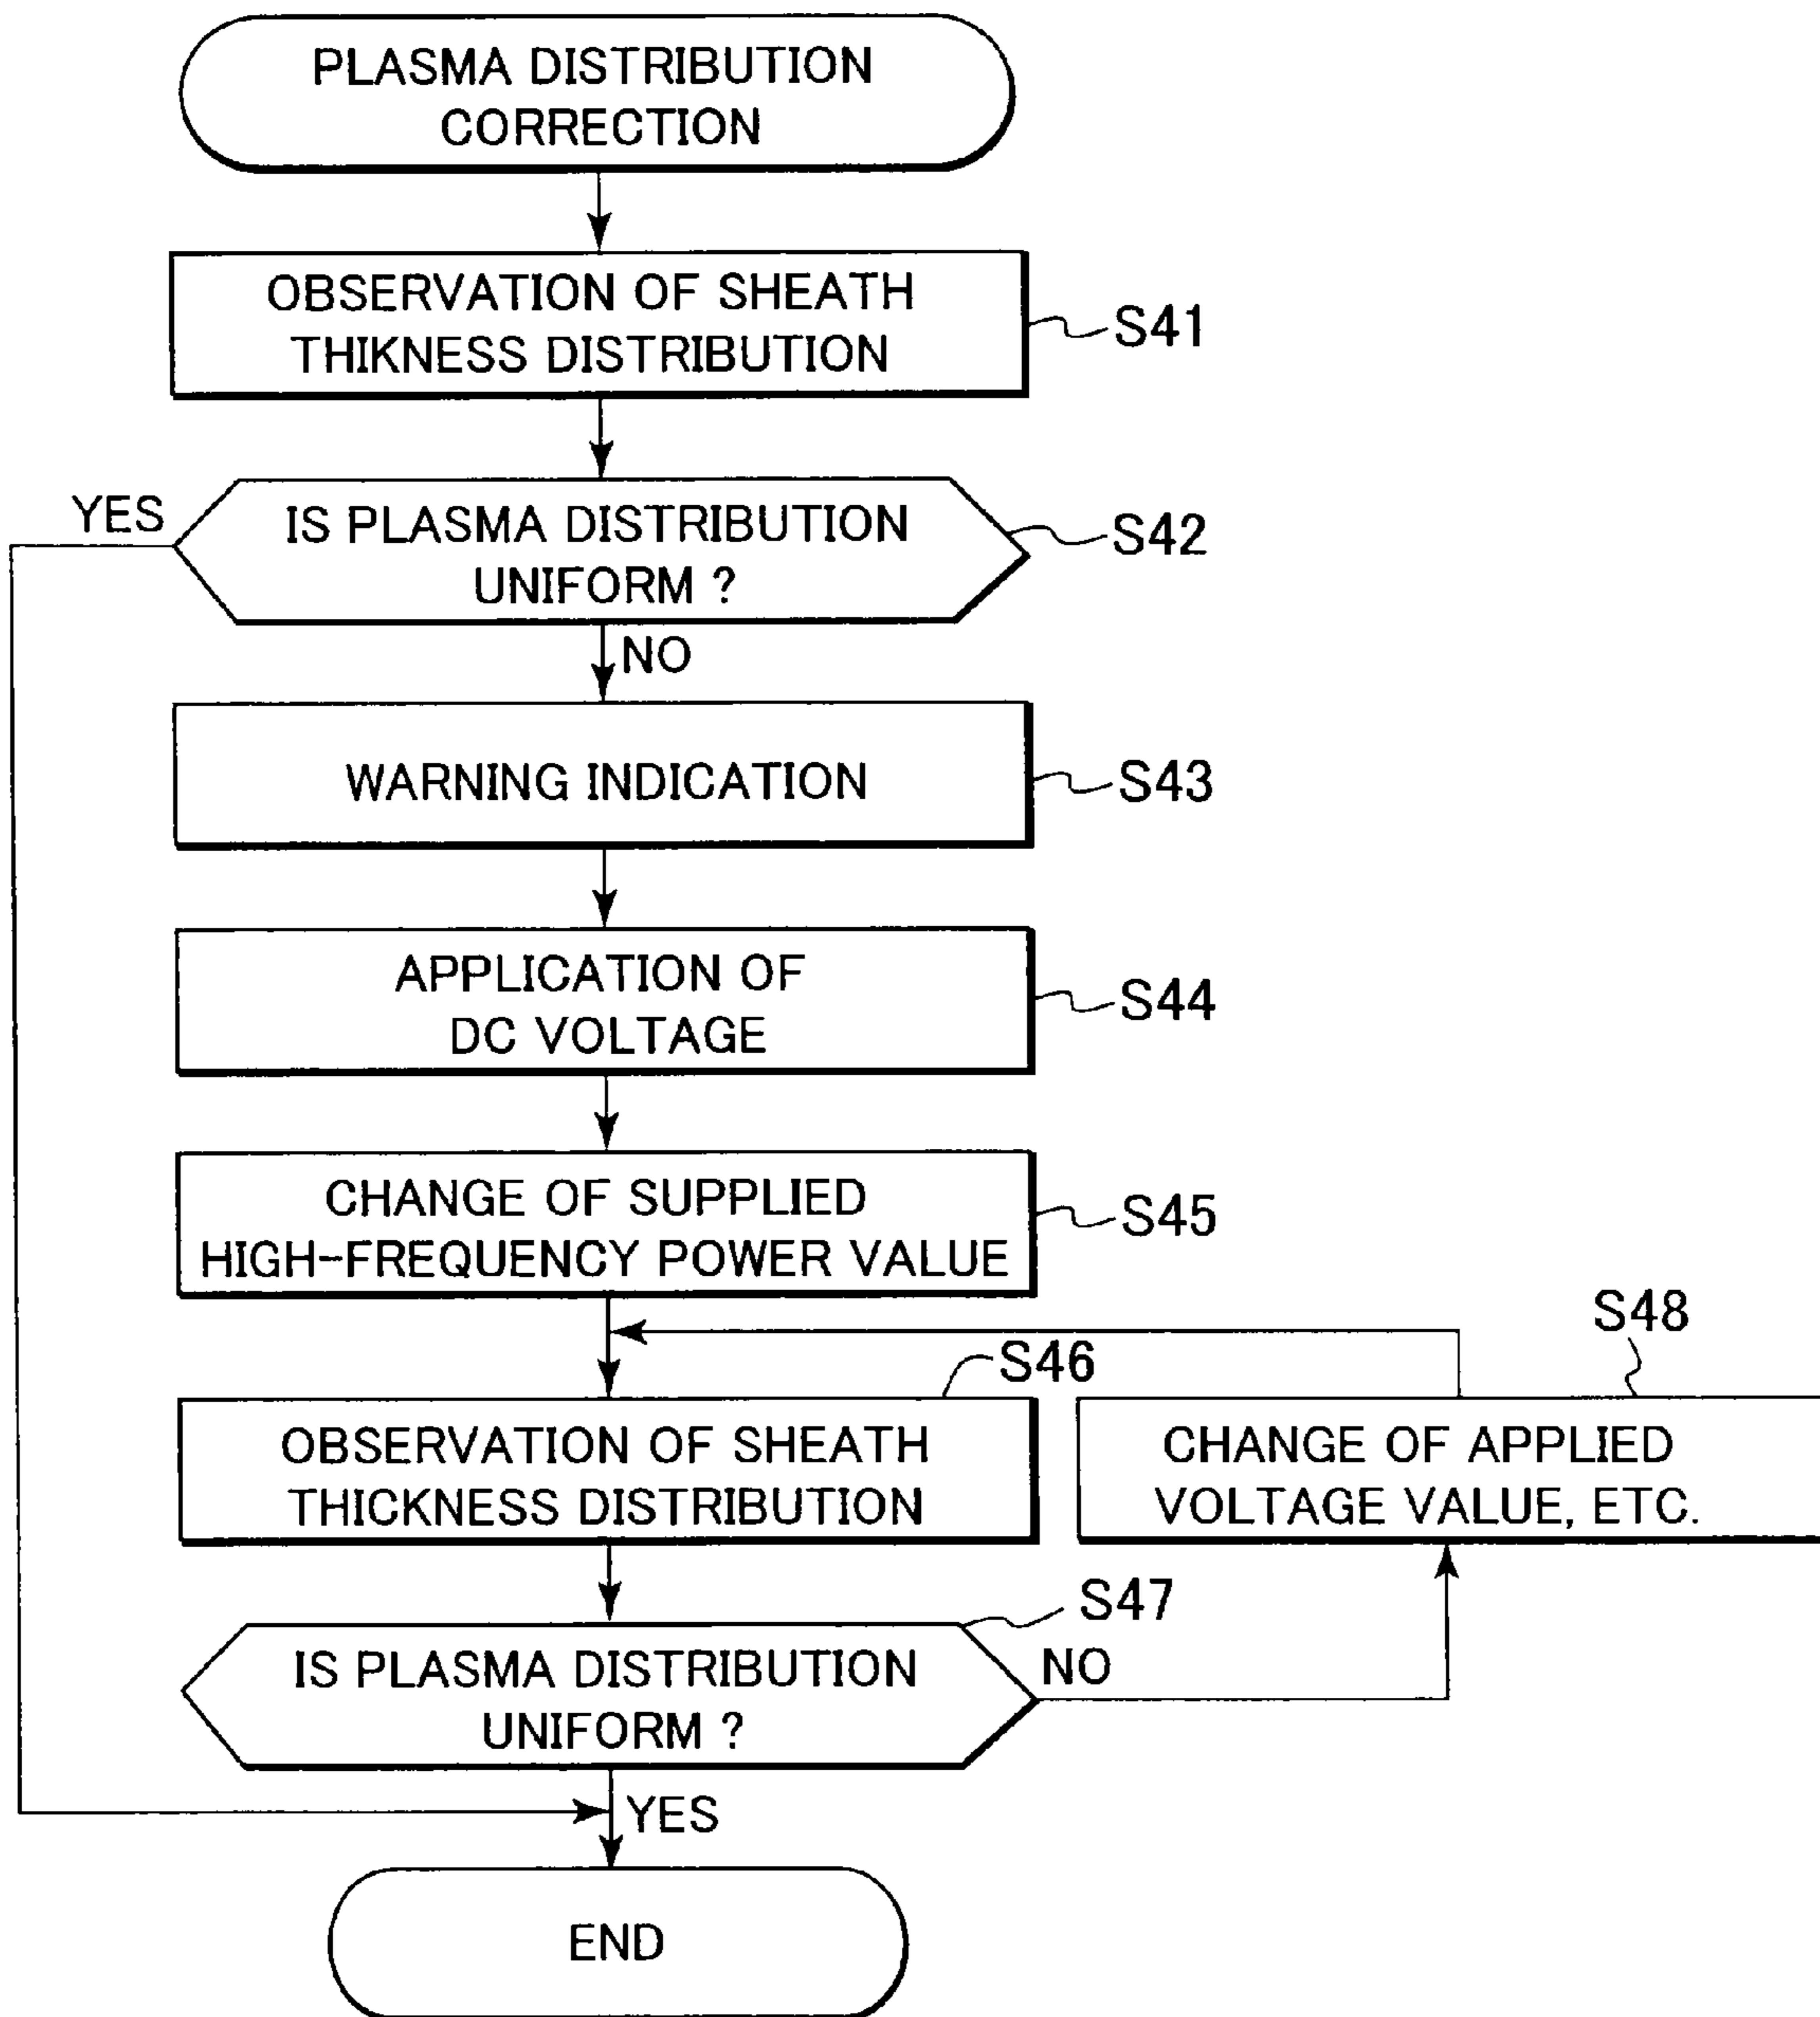 PLASMA DISTRIBUTION
CORRECTION
OBSERVATION OF SHEATH
THIKNESS DISTRIBUTION
S41
YES
IS PLASMA DISTRIBUTION
UNIFORM ?
S42
NO
WARNING INDICATION
S43
APPLICATION OF
DC VOLTAGE
S44
CHANGE OF SUPPLIED
HIGH-FREQUENCY POWER VALUE
S45
S46
S48
OBSERVATION OF SHEATH
THICKNESS DISTRIBUTION
CHANGE OF APPLIED
VOLTAGE VALUE, ETC.
S47
IS PLASMA DISTRIBUTION
UNIFORM ?
NO
YES
END